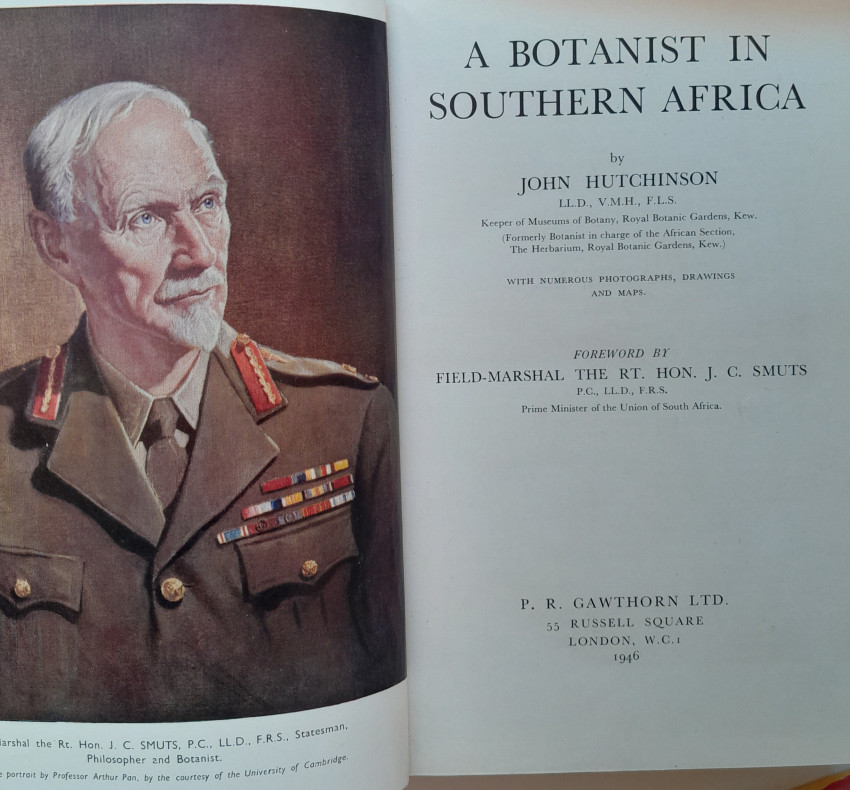 A BOTANIST IN
SOUTHERN AFRICA
by
JOHN HUTCHINSON
LL.D., V.M.H., F.L.S.
Keeper of Museums of Botany, Royal Botanic Gardens, Kew.
(Formerly Botanist in charge of the African Section,
The Herbarium, Royal Botanic Gardens, Kew.)
WITH NUMEROUS PHOTOGRAPHS, DRAWINGS
AND MAPS.
FOREWORD BY
FIELD-MARSHAL THE RT. HON. J. C. SMUTS
P.C., LL.D., F.R.S.
Prime Minister of the Union of South Africa.
P. R. GAWTHORN LTD.
55 RUSSELL SQUARE
LONDON, W.C.1
1946
arshal the Rt. Hon. J. C. SMUTS, P.C., LL.D., F.R.S., Statesman,
Philosopher and Botanist.
e portrait by Professor Arthur Pan, by the courtesy of the University of Cambridge.